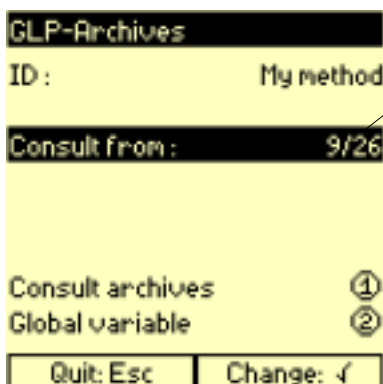 GLP-Archives
ID : My method
Consult from : 9/26
Consult archives ①
Global variable ②
Quit: Esc Change: √